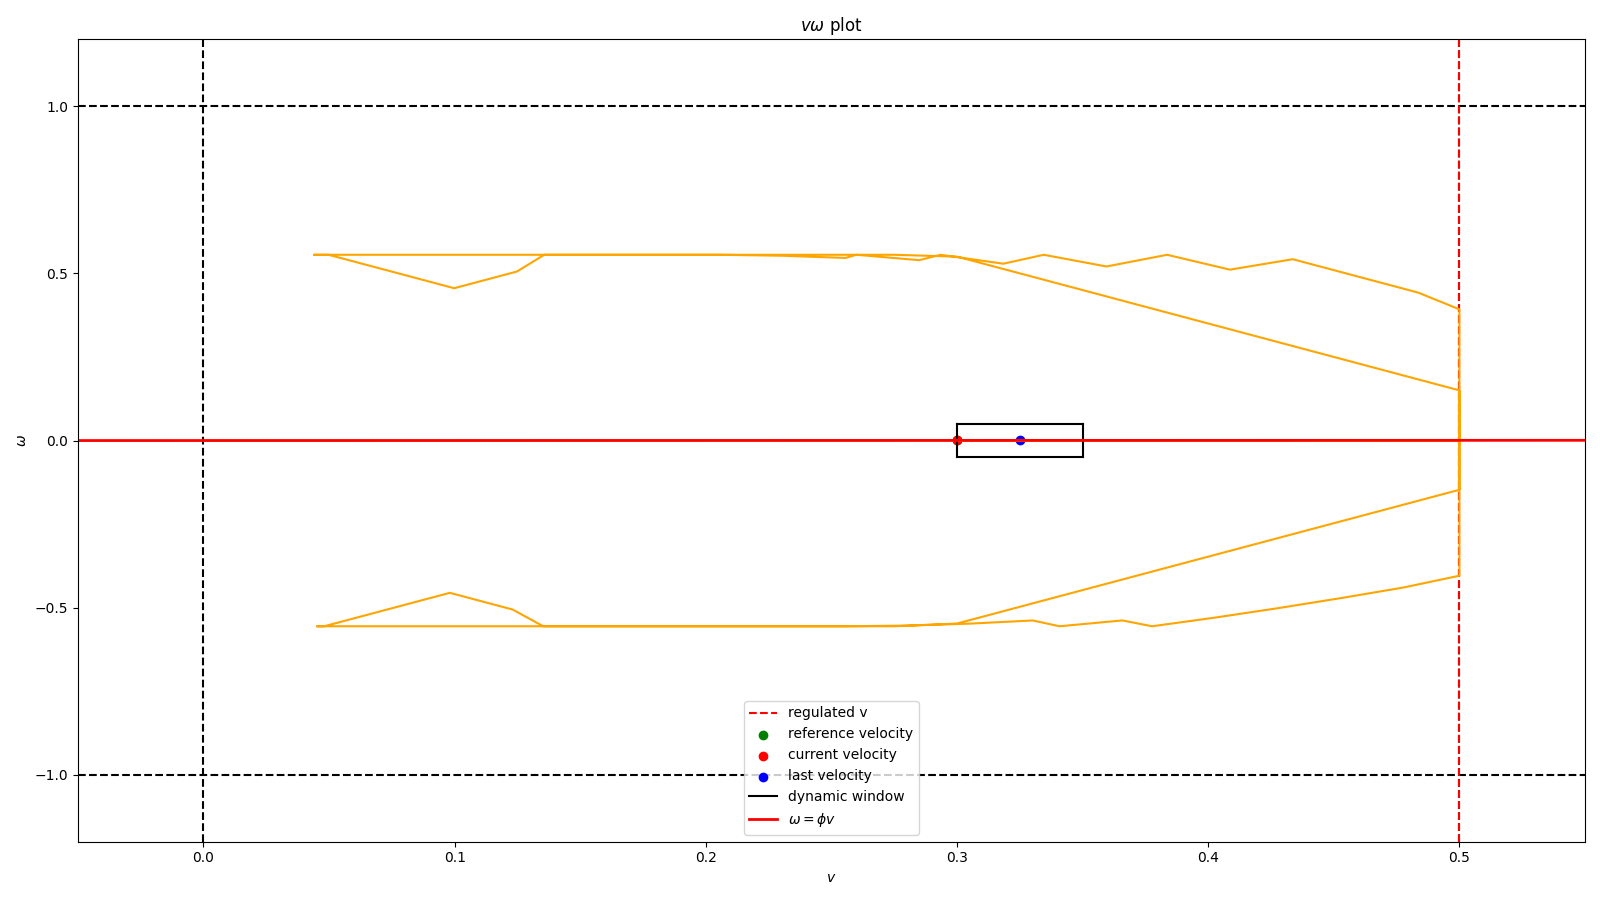 vω plot
1.0
0.5
0.0
−0.5
−1.0
ω
regulated v
reference velocity
current velocity
last velocity
dynamic window
ω = ϕv
0.0 0.1 0.2 0.3 0.4 0.5
v